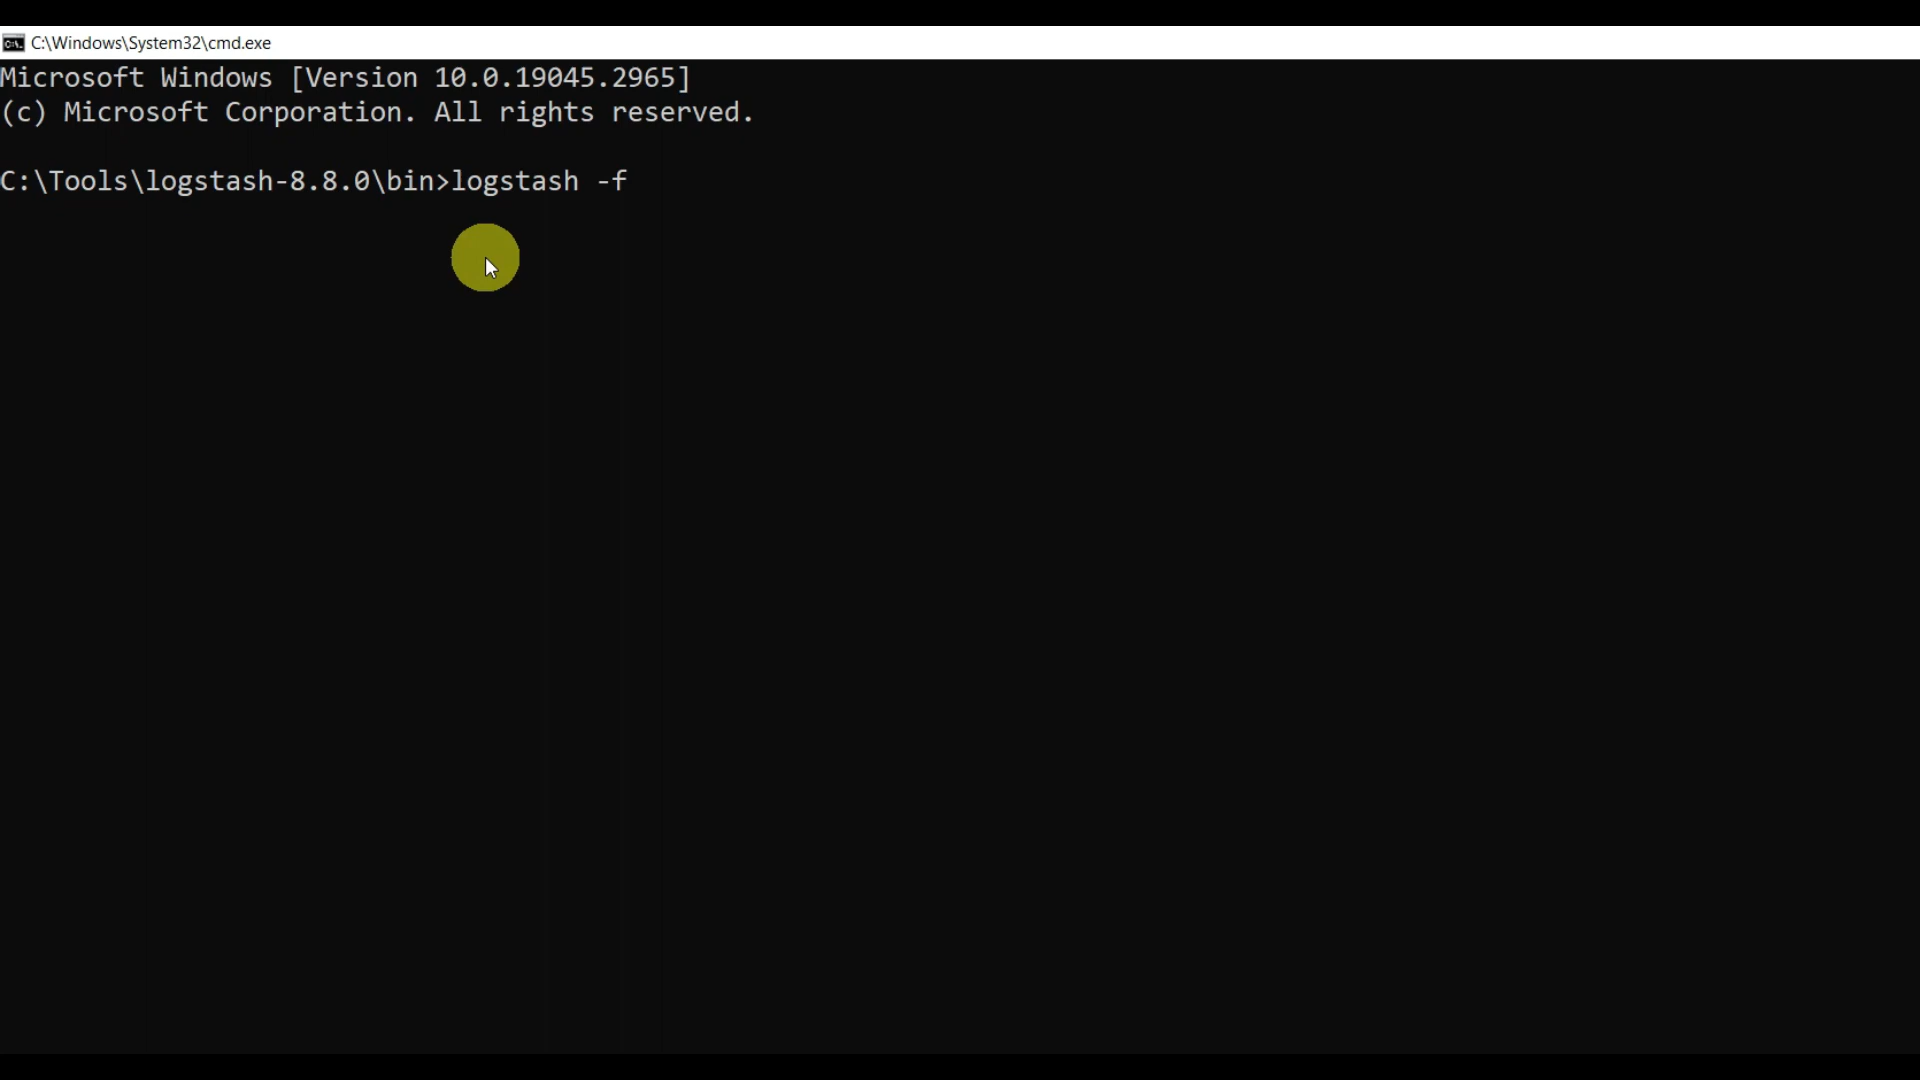 C:\Windows\System32\cmd.exe
Microsoft Windows [Version 10.0.19045.2965]
(c) Microsoft Corporation. All rights reserved.
C:\Tools\logstash-8.8.0\bin>logstash -f